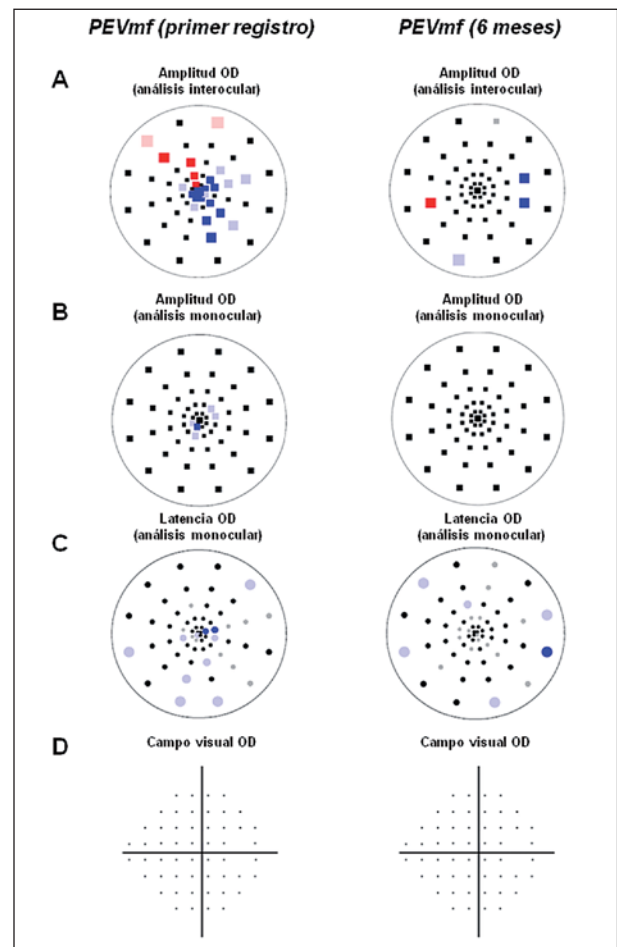 PEVmf (primer registro)
PEVmf (6 meses)
A
Amplitud OD
(análisis interocular)
Amplitud OD
(análisis interocular)
B
Amplitud OD
(análisis monocular)
Amplitud OD
(análisis monocular)
C
Latencia OD
(análisis monocular)
Latencia OD
(análisis monocular)
D
Campo visual OD
Campo visual OD